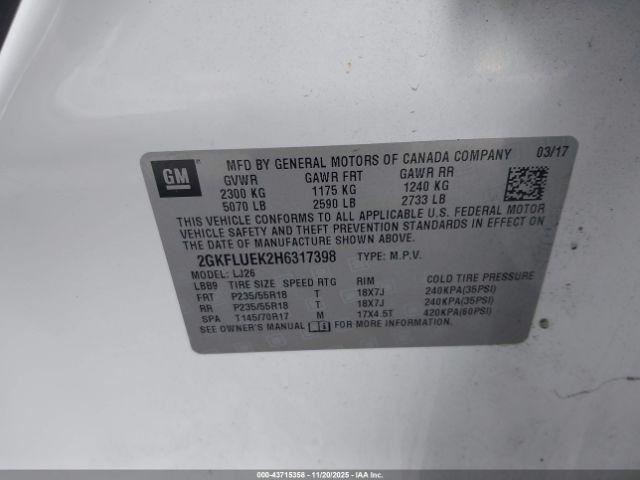 GM
MFD BY GENERAL MOTORS OF CANADA COMPANY 03/17
GVWR GAWR FRT GAWR RR
2300 KG 1175 KG 1240 KG
5070 LB 2590 LB 2733 LB
THIS VEHICLE CONFORMS TO ALL APPLICABLE U.S. FEDERAL MOTOR
VEHICLE SAFETY AND THEFT PREVENTION STANDARDS IN EFFECT ON
THE DATE OF MANUFACTURE SHOWN ABOVE.
2GKFLUEK2H6317398 TYPE: M.P.V.
MODEL: LJ26
LBB9 TIRE SIZE SPEED RTG RIM COLD TIRE PRESSURE
FRT P235/55R18 T 18X7J 240KPA(35PSI)
RR P235/55R18 T 18X7J 240KPA(35PSI)
SPA T145/70R17 M 17X4.5T 420KPA(60PSI)
SEE OWNER'S MANUAL FOR MORE INFORMATION.
000-43715358 - 11/20/2025 - IAAI.CA